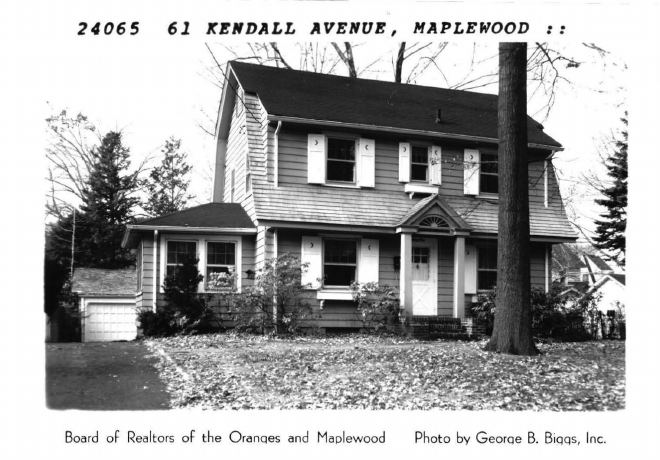 24065 61 KENDALL AVENUE, MAPLEWOOD ::
Board of Realtors of the Oranges and Maplewood Photo by George B. Biggs, Inc.